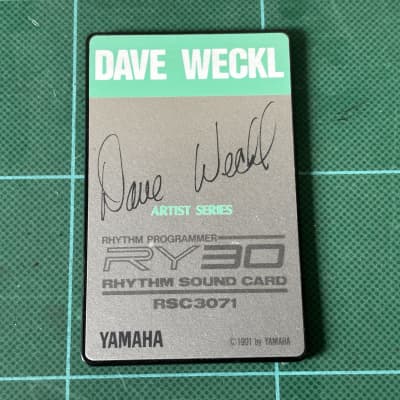 DAVE WECKL
Dave Weckl
ARTIST SERIES
RHYTHM PROGRAMMER
RY30
RHYTHM SOUND CARD
RSC3071
YAMAHA © 1991 by YAMAHA